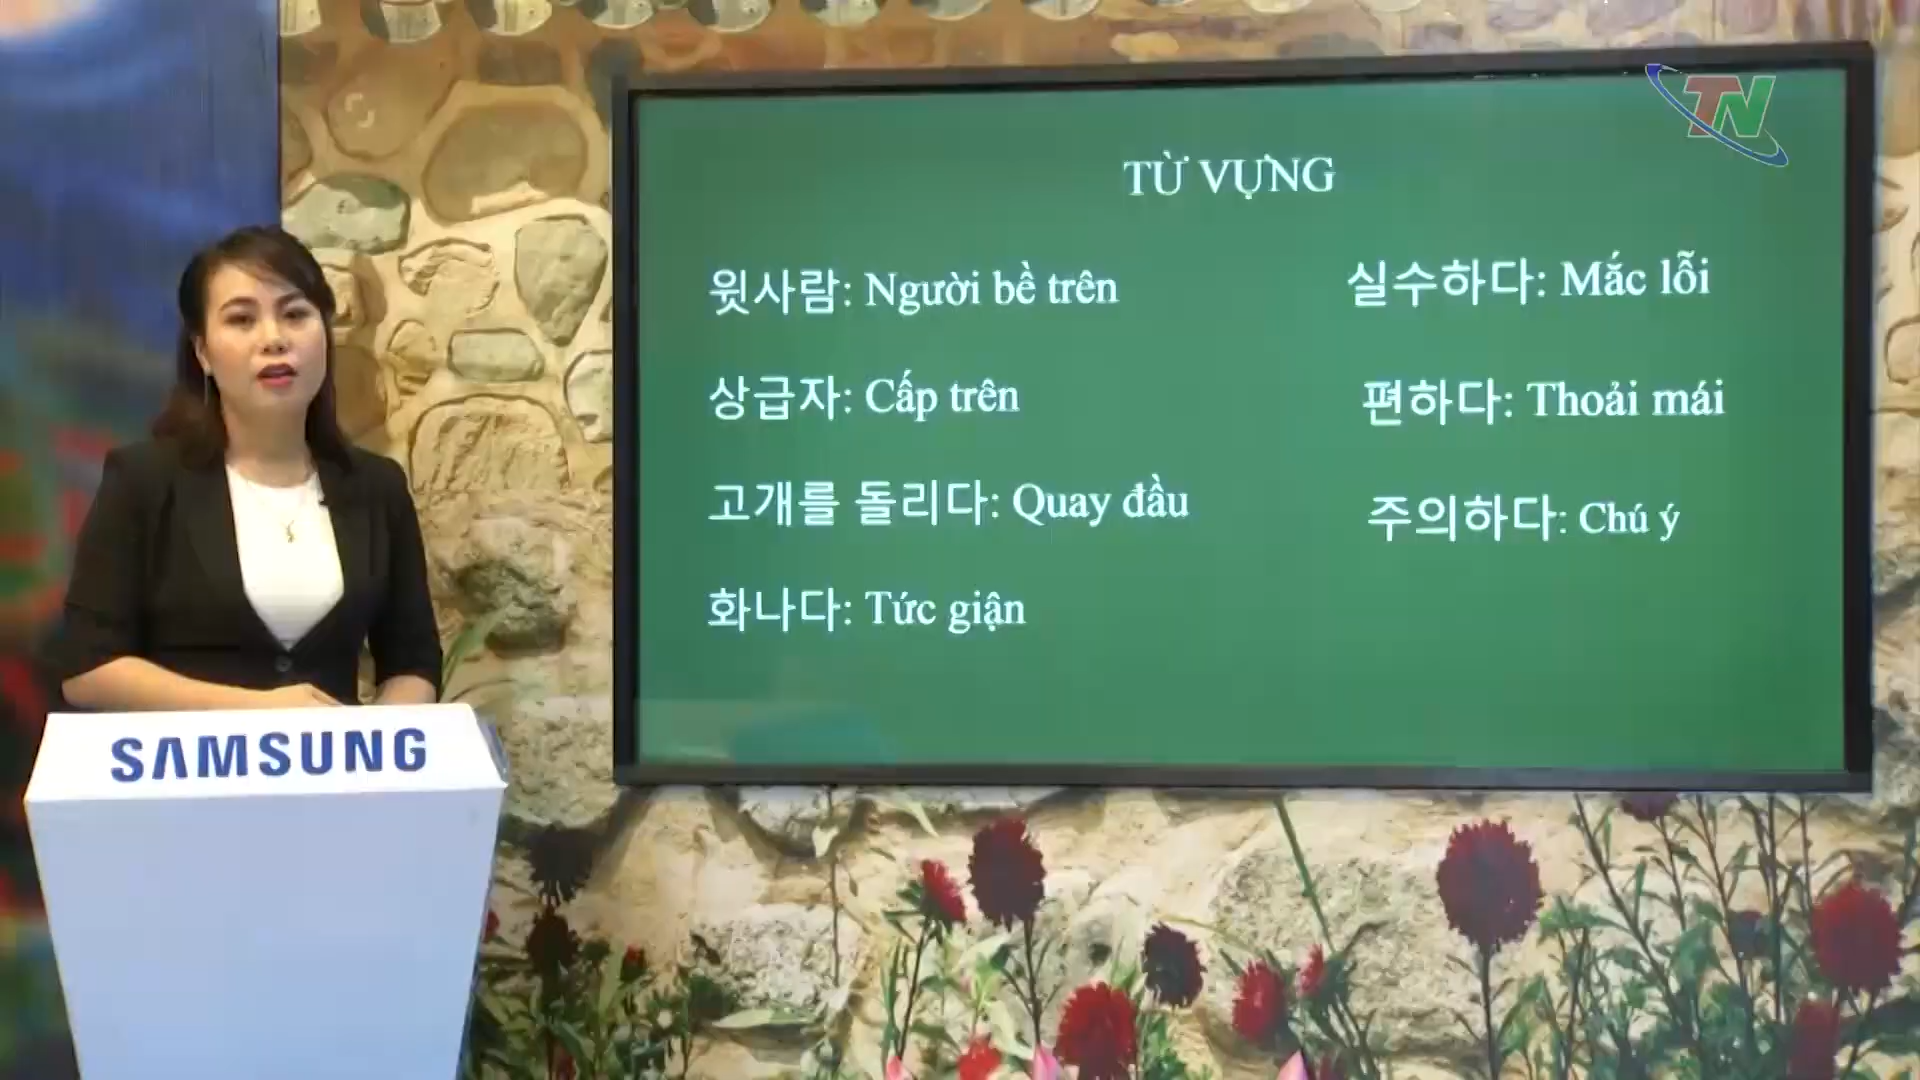 TN
TỪ VỰNG
윗사람: Người bề trên
상급자: Cấp trên
고개를 돌리다: Quay đầu
화나다: Tức giận
실수하다: Mắc lỗi
편하다: Thoải mái
주의하다: Chú ý
SAMSUNG